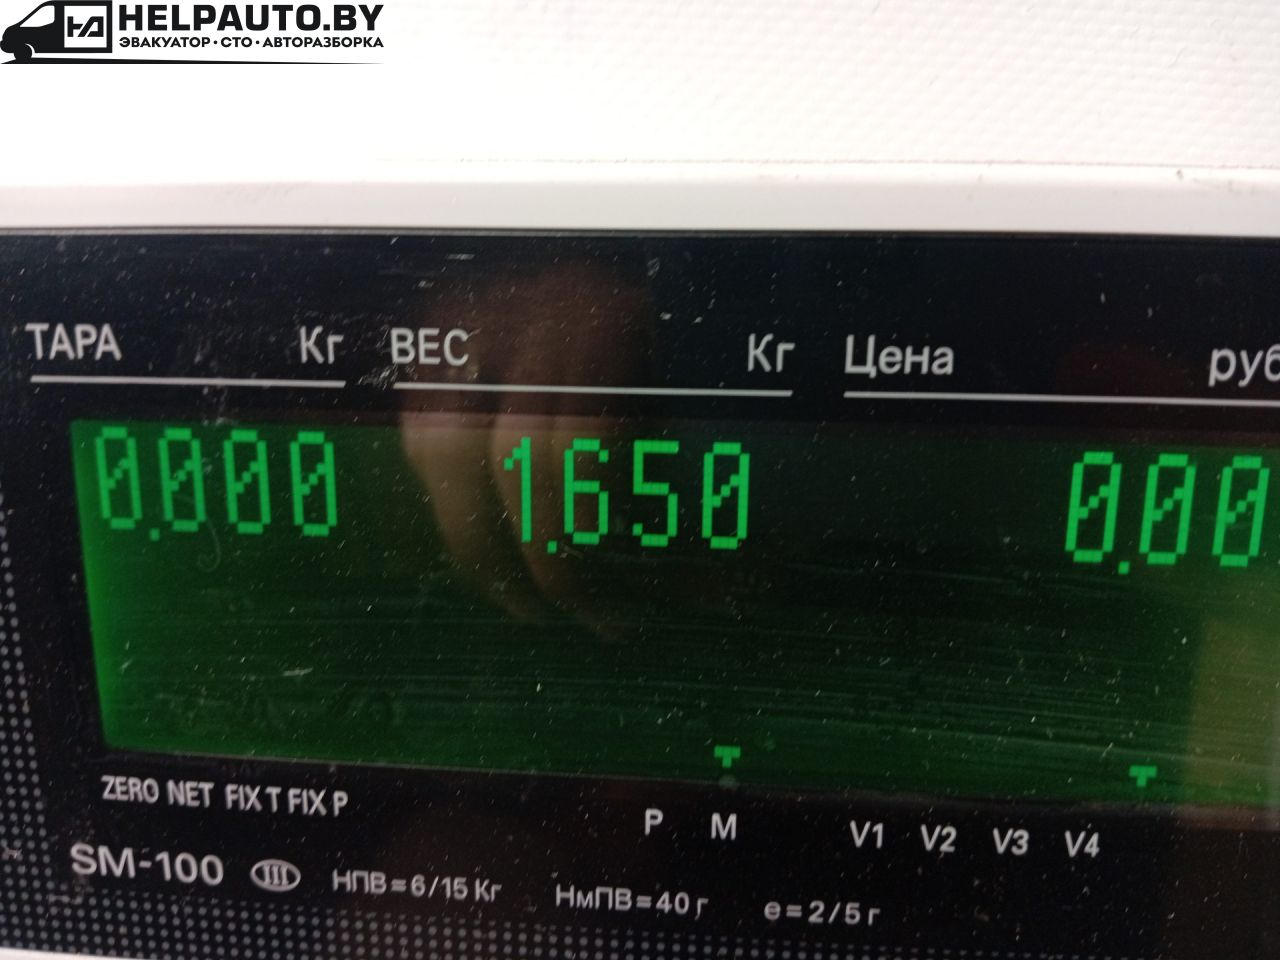 HELPAUTO.BY
ЭВАКУАТОР·СТО·АВТОРАЗБОРКА
ТАРА Кг ВЕС Кг Цена руб
0.000 1.650 0.00
ZERO NET FIX T FIX P P M V1 V2 V3 V4
SM-100 III НПВ=6/15 Кг НмПВ=40 г e=2/5 г